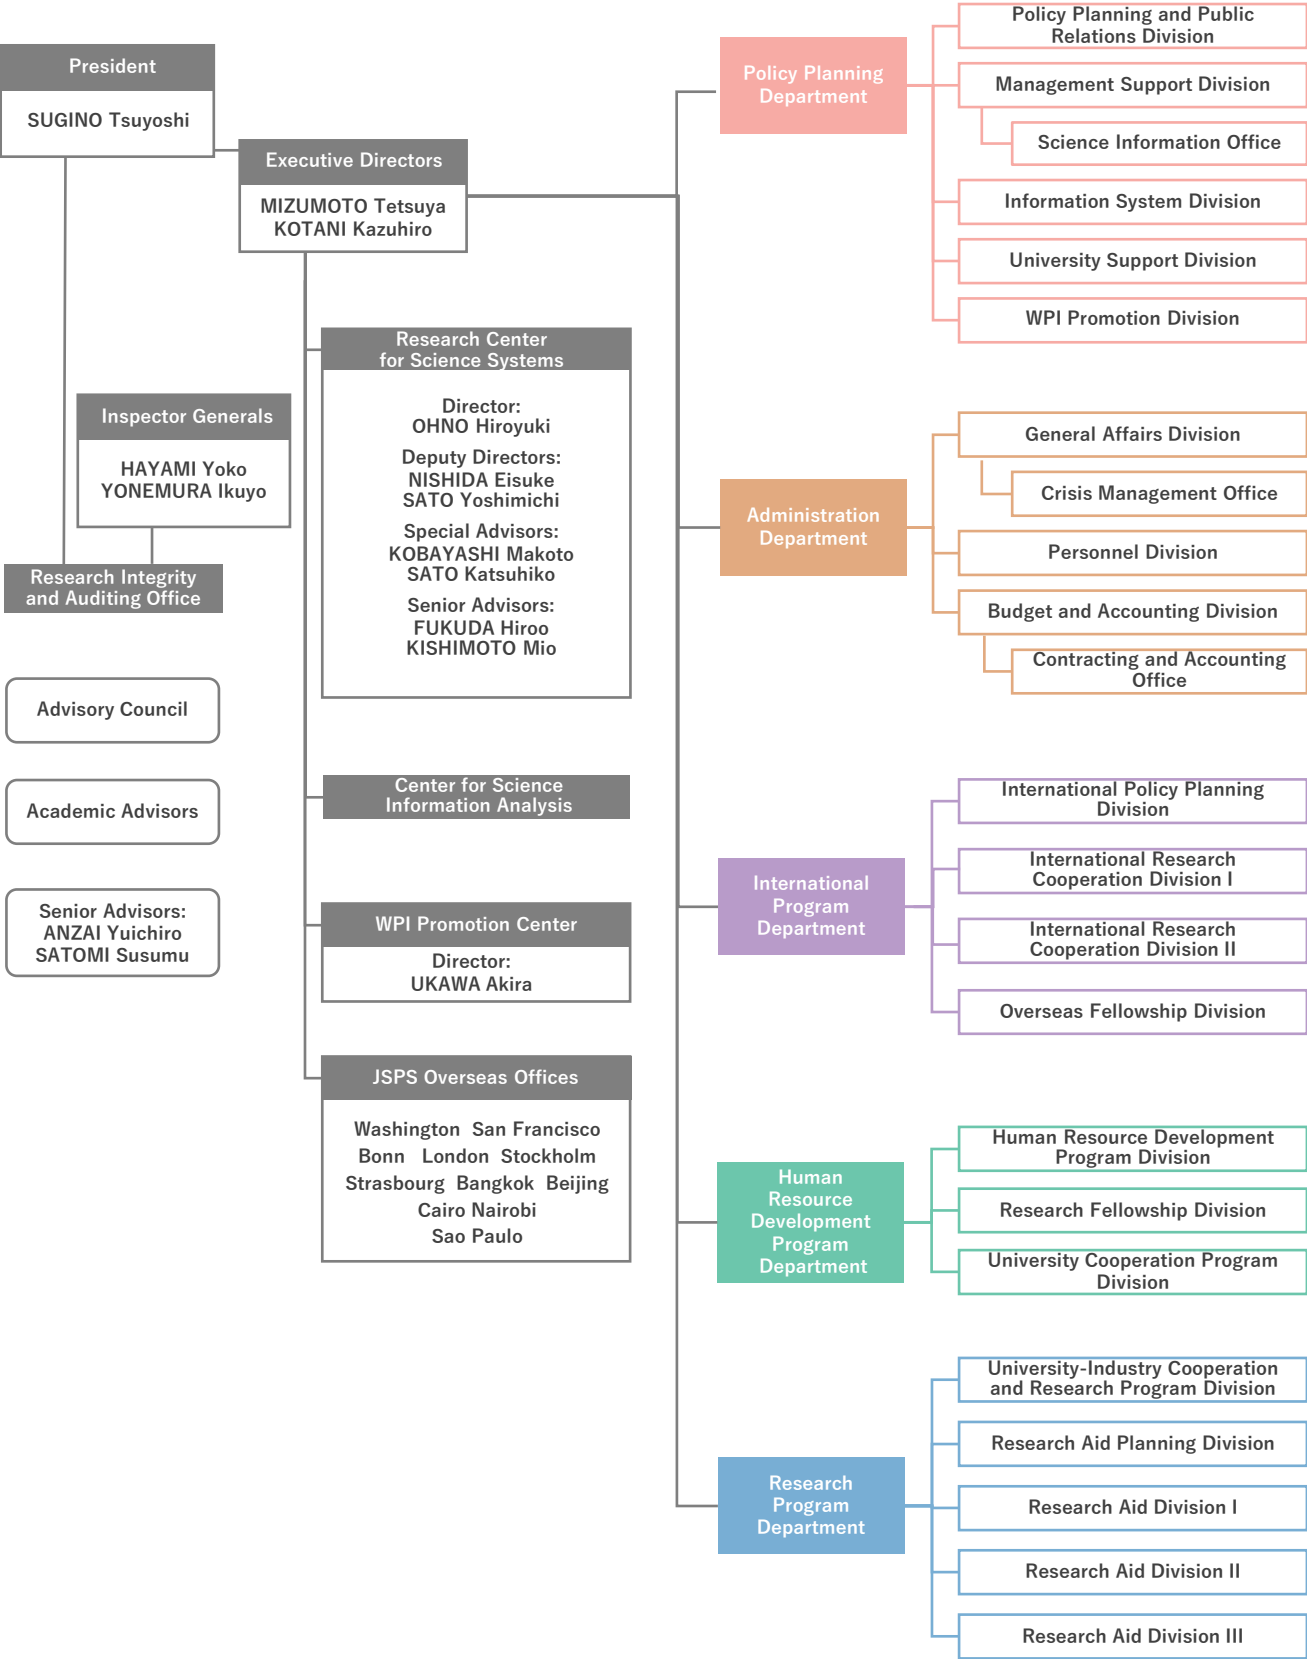 President
SUGINO Tsuyoshi
Executive Directors
MIZUMOTO Tetsuya
KOTANI Kazuhiro
Inspector Generals
HAYAMI Yoko
YONEMURA Ikuyo
Research Integrity
and Auditing Office
Advisory Council
Academic Advisors
Senior Advisors:
ANZAI Yuichiro
SATOMI Susumu
Research Center
for Science Systems
Director:
OHNO Hiroyuki
Deputy Directors:
NISHIDA Eisuke
SATO Yoshimichi
Special Advisors:
KOBAYASHI Makoto
SATO Katsuhiko
Senior Advisors:
FUKUDA Hiroo
KISHIMOTO Mio
Center for Science
Information Analysis
WPI Promotion Center
Director:
UKAWA Akira
JSPS Overseas Offices
Washington San Francisco
Bonn London Stockholm
Strasbourg Bangkok Beijing
Cairo Nairobi
Sao Paulo
Policy Planning
Department
Policy Planning and Public
Relations Division
Management Support Division
Science Information Office
Information System Division
University Support Division
WPI Promotion Division
Administration
Department
General Affairs Division
Crisis Management Office
Personnel Division
Budget and Accounting Division
Contracting and Accounting
Office
International
Program
Department
International Policy Planning
Division
International Research
Cooperation Division I
International Research
Cooperation Division II
Overseas Fellowship Division
Human
Resource
Development
Program
Department
Human Resource Development
Program Division
Research Fellowship Division
University Cooperation Program
Division
Research
Program
Department
University-Industry Cooperation
and Research Program Division
Research Aid Planning Division
Research Aid Division I
Research Aid Division II
Research Aid Division III